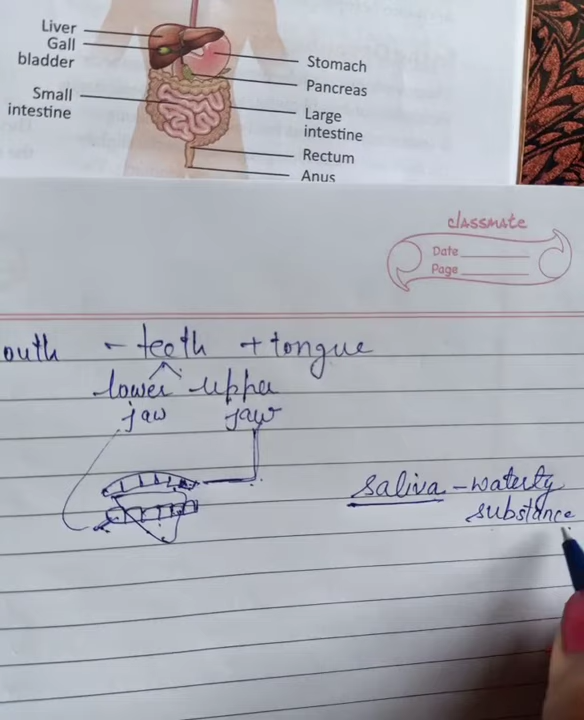 Liver
Gall
bladder
Small
intestine
Stomach
Pancreas
Large
intestine
Rectum
Anus
classmate
Date
Page
outh - teeth + tongue
lower upper
jaw jaw
saliva - waterly
substance